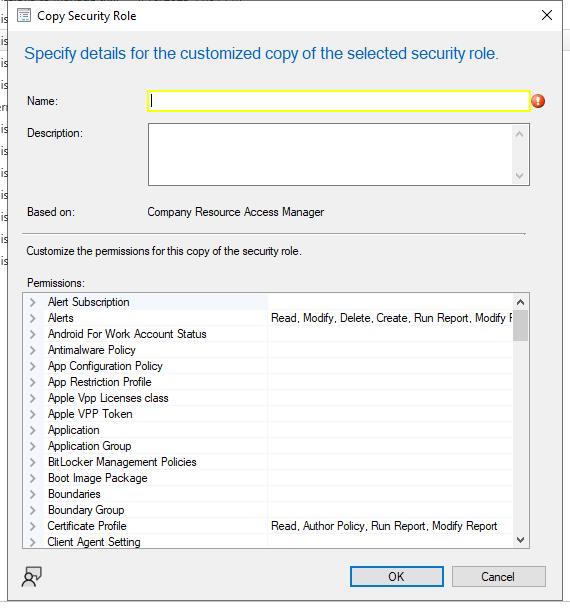 Copy Security Role
Specify details for the customized copy of the selected security role.
Name:
Description:
Based on: Company Resource Access Manager
Customize the permissions for this copy of the security role.
Permissions:
Alert Subscription
Alerts Read, Modify, Delete, Create, Run Report, Modify
Android For Work Account Status
Antimalware Policy
App Configuration Policy
App Restriction Profile
Apple Vpp Licenses class
Apple VPP Token
Application
Application Group
BitLocker Management Policies
Boot Image Package
Boundaries
Boundary Group
Certificate Profile Read, Author Policy, Run Report, Modify Report
Client Agent Setting
OK Cancel